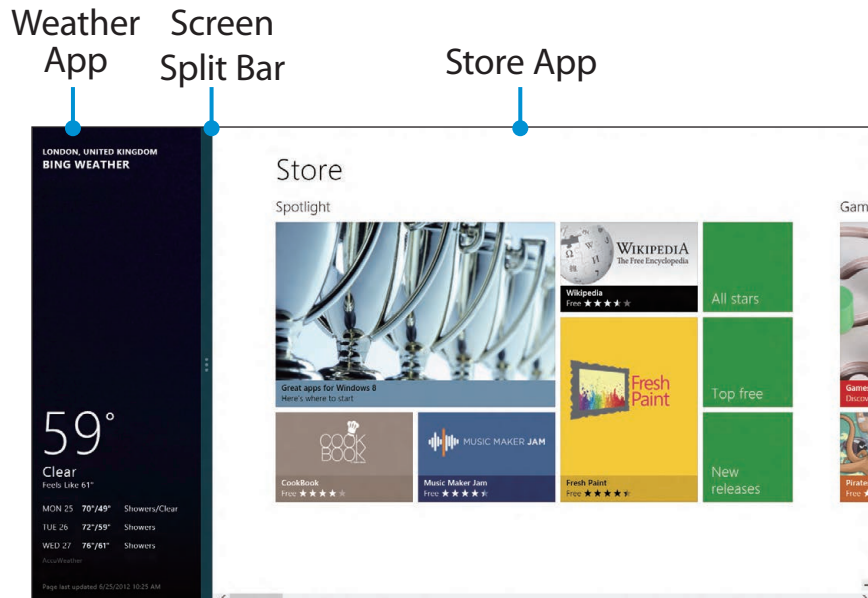 Weather
App
Screen
Split Bar
Store App
LONDON, UNITED KINGDOM
BING WEATHER
59°
Clear
Feels Like 61°
MON 25 70°/49° Showers/Clear
TUE 26 72°/59° Showers
WED 27 76°/61° Showers
AccuWeather
Page last updated 6/25/2012 10:25 AM
Store
Spotlight
Great apps for Windows 8
Here's where to start
WIKIPEDIA
The Free Encyclopedia
Wikipedia
Free ★★★★★
All stars
Fresh
Paint
Fresh Paint
Free ★★★★★
Top free
New
releases
COOK
BOOK
CookBook
Free ★★★★★
MUSIC MAKER JAM
Music Maker Jam
Free ★★★★★
Gam
Games
Discov
Pirate
Free ★